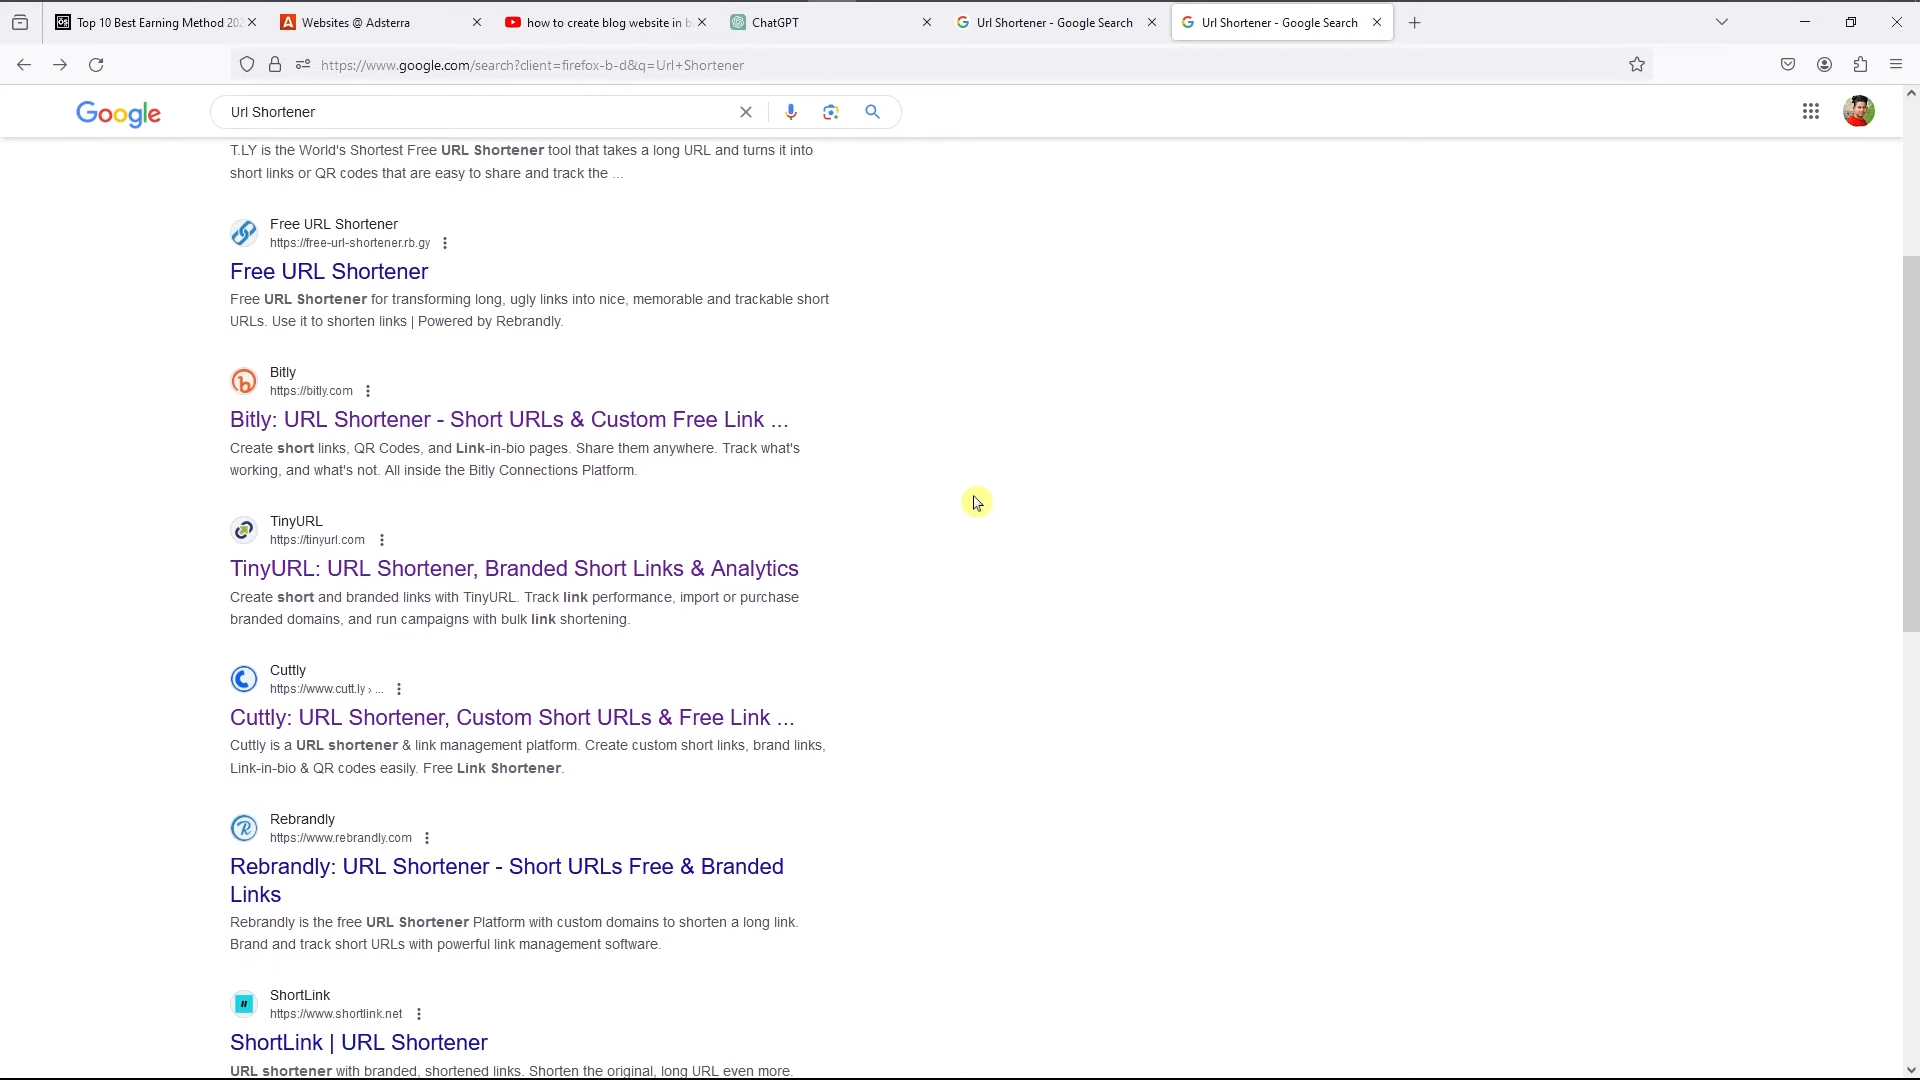 Top 10 Best Earning Method 202
Websites @ Adsterra
how to create blog website in b
ChatGPT
Url Shortener - Google Search
Url Shortener - Google Search
https://www.google.com/search?client=firefox-b-d&q=Url+Shortener
Google
Url Shortener
T.LY is the World's Shortest Free URL Shortener tool that takes a long URL and turns it into
short links or QR codes that are easy to share and track the ...
Free URL Shortener
https://free-url-shortener.rb.gy
Free URL Shortener
Free URL Shortener for transforming long, ugly links into nice, memorable and trackable short
URLs. Use it to shorten links | Powered by Rebrandly.
Bitly
https://bitly.com
Bitly: URL Shortener - Short URLs & Custom Free Link ...
Create short links, QR Codes, and Link-in-bio pages. Share them anywhere. Track what's
working, and what's not. All inside the Bitly Connections Platform.
TinyURL
https://tinyurl.com
TinyURL: URL Shortener, Branded Short Links & Analytics
Create short and branded links with TinyURL. Track link performance, import or purchase
branded domains, and run campaigns with bulk link shortening.
Cuttly
https://www.cutt.ly › ...
Cuttly: URL Shortener, Custom Short URLs & Free Link ...
Cuttly is a URL shortener & link management platform. Create custom short links, brand links,
Link-in-bio & QR codes easily. Free Link Shortener.
Rebrandly
https://www.rebrandly.com
Rebrandly: URL Shortener - Short URLs Free & Branded
Links
Rebrandly is the free URL Shortener Platform with custom domains to shorten a long link.
Brand and track short URLs with powerful link management software.
ShortLink
https://www.shortlink.net
ShortLink | URL Shortener
URL shortener with branded, shortened links. Shorten the original, long URL even more.